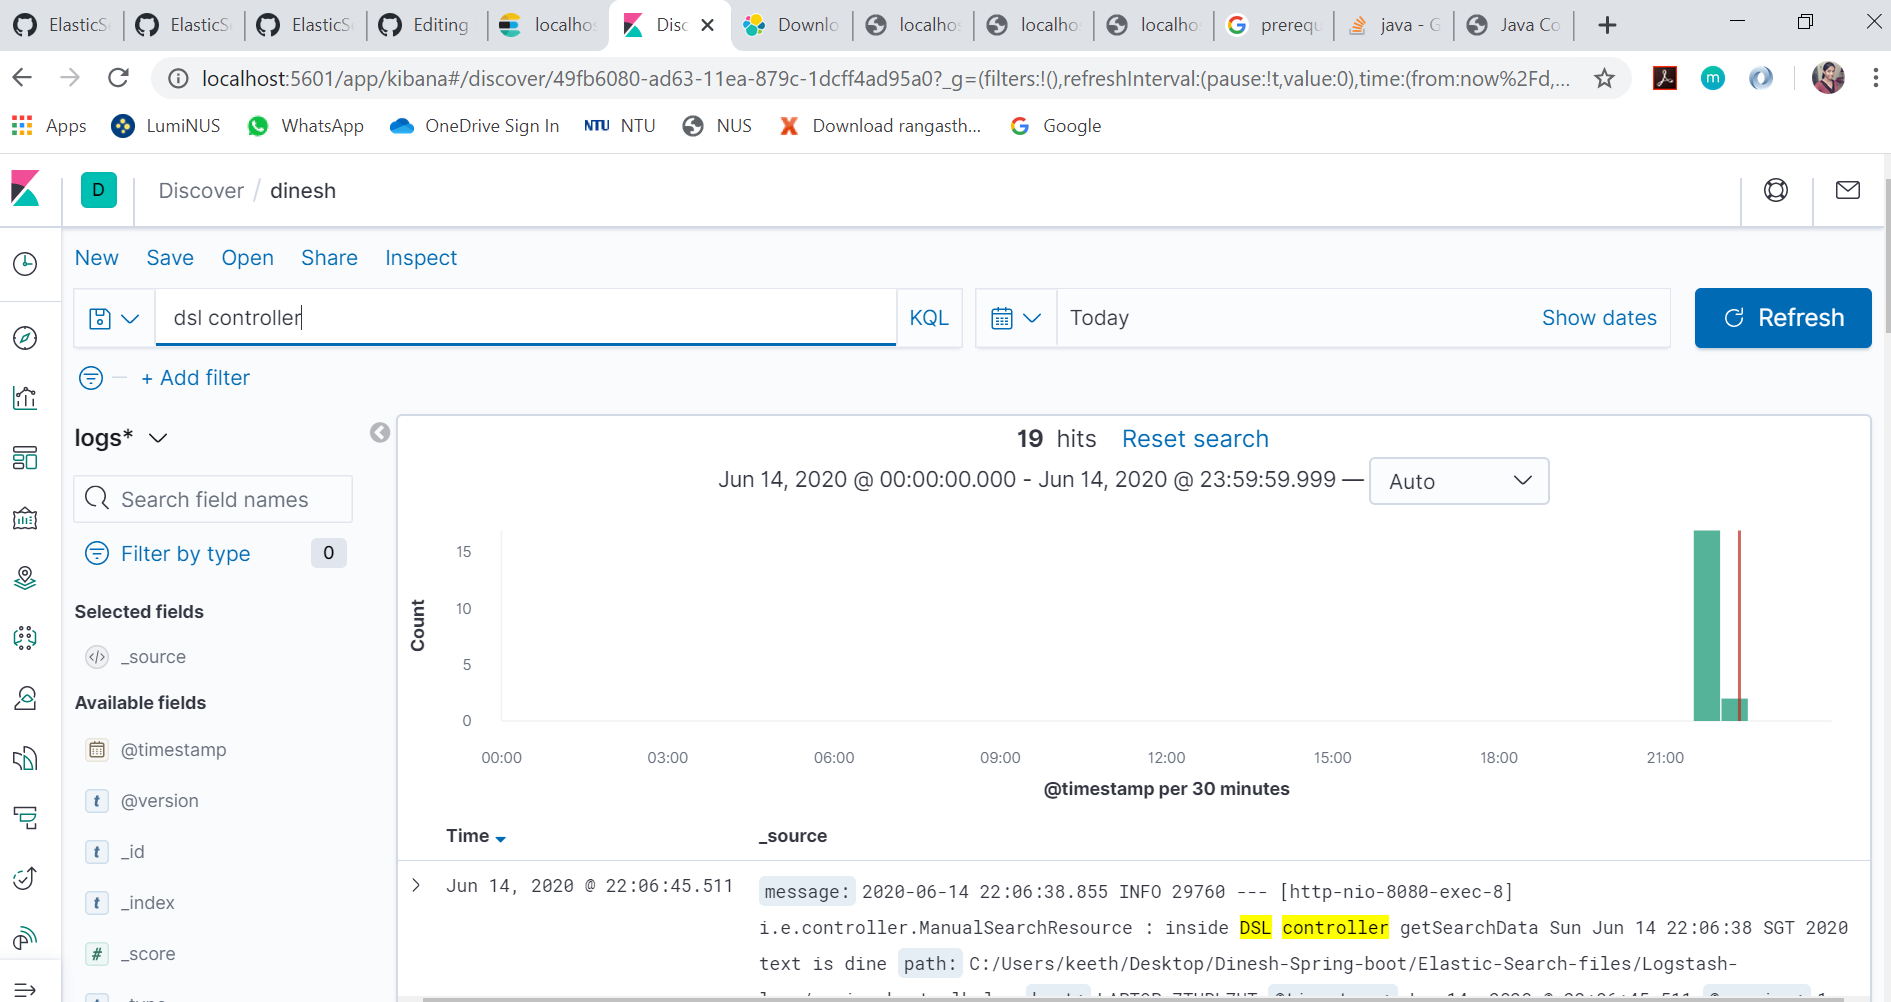 ElasticS
ElasticS
ElasticS
Editing
localhos
Disc
Downlo
localhos
localhos
localhos
prerequ
java - G
Java Co
localhost:5601/app/kibana#/discover/49fb6080-ad63-11ea-879c-1dcff4ad95a0?_g=(filters:!(),refreshInterval:(pause:!t,value:0),time:(from:now%2Fd,...
m
Apps
LumiNUS
WhatsApp
OneDrive Sign In
NTU NTU
NUS
Download rangasth...
Google
D
Discover / dinesh
New Save Open Share Inspect
dsl controller
KQL
Today
Show dates
Refresh
+ Add filter
logs*
Search field names
Filter by type 0
Selected fields
_source
Available fields
@timestamp
t @version
t _id
t _index
# _score
19 hits Reset search
Jun 14, 2020 @ 00:00:00.000 - Jun 14, 2020 @ 23:59:59.999 —
Auto
Count
15
10
5
0
00:00 03:00 06:00 09:00 12:00 15:00 18:00 21:00
@timestamp per 30 minutes
Time _source
Jun 14, 2020 @ 22:06:45.511
message: 2020-06-14 22:06:38.855 INFO 29760 --- [http-nio-8080-exec-8]
i.e.controller.ManualSearchResource : inside DSL controller getSearchData Sun Jun 14 22:06:38 SGT 2020
text is dine path: C:/Users/keeth/Desktop/Dinesh-Spring-boot/Elastic-Search-files/Logstash-